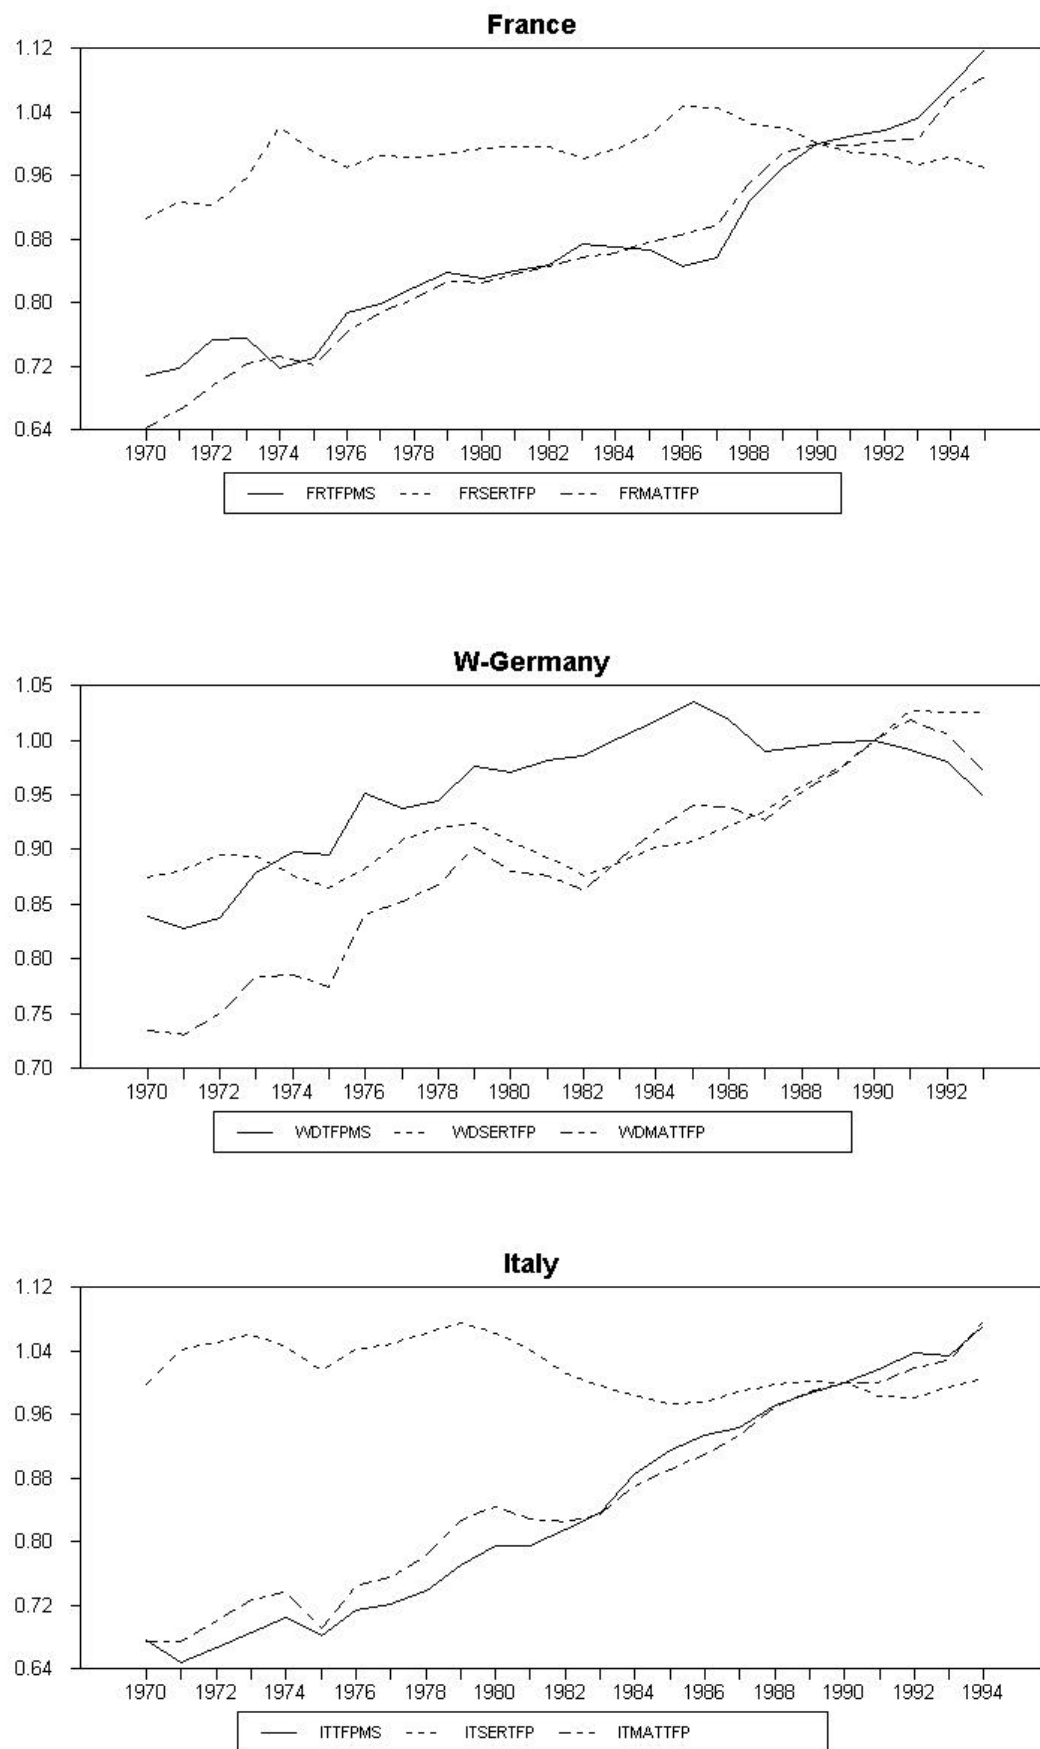 France
1.12
1.04
0.96
0.88
0.80
0.72
0.64
1970 1972 1974 1976 1978 1980 1982 1984 1986 1988 1990 1992 1994
FRTFPMS FRSERTFP FRMATTFP
W-Germany
1.05
1.00
0.95
0.90
0.85
0.80
0.75
0.70
1970 1972 1974 1976 1978 1980 1982 1984 1986 1988 1990 1992
WDTFPMS WDSERTFP WDMATTFP
Italy
1.12
1.04
0.96
0.88
0.80
0.72
0.64
1970 1972 1974 1976 1978 1980 1982 1984 1986 1988 1990 1992 1994
ITTFPMS ITSERTFP ITMATTFP